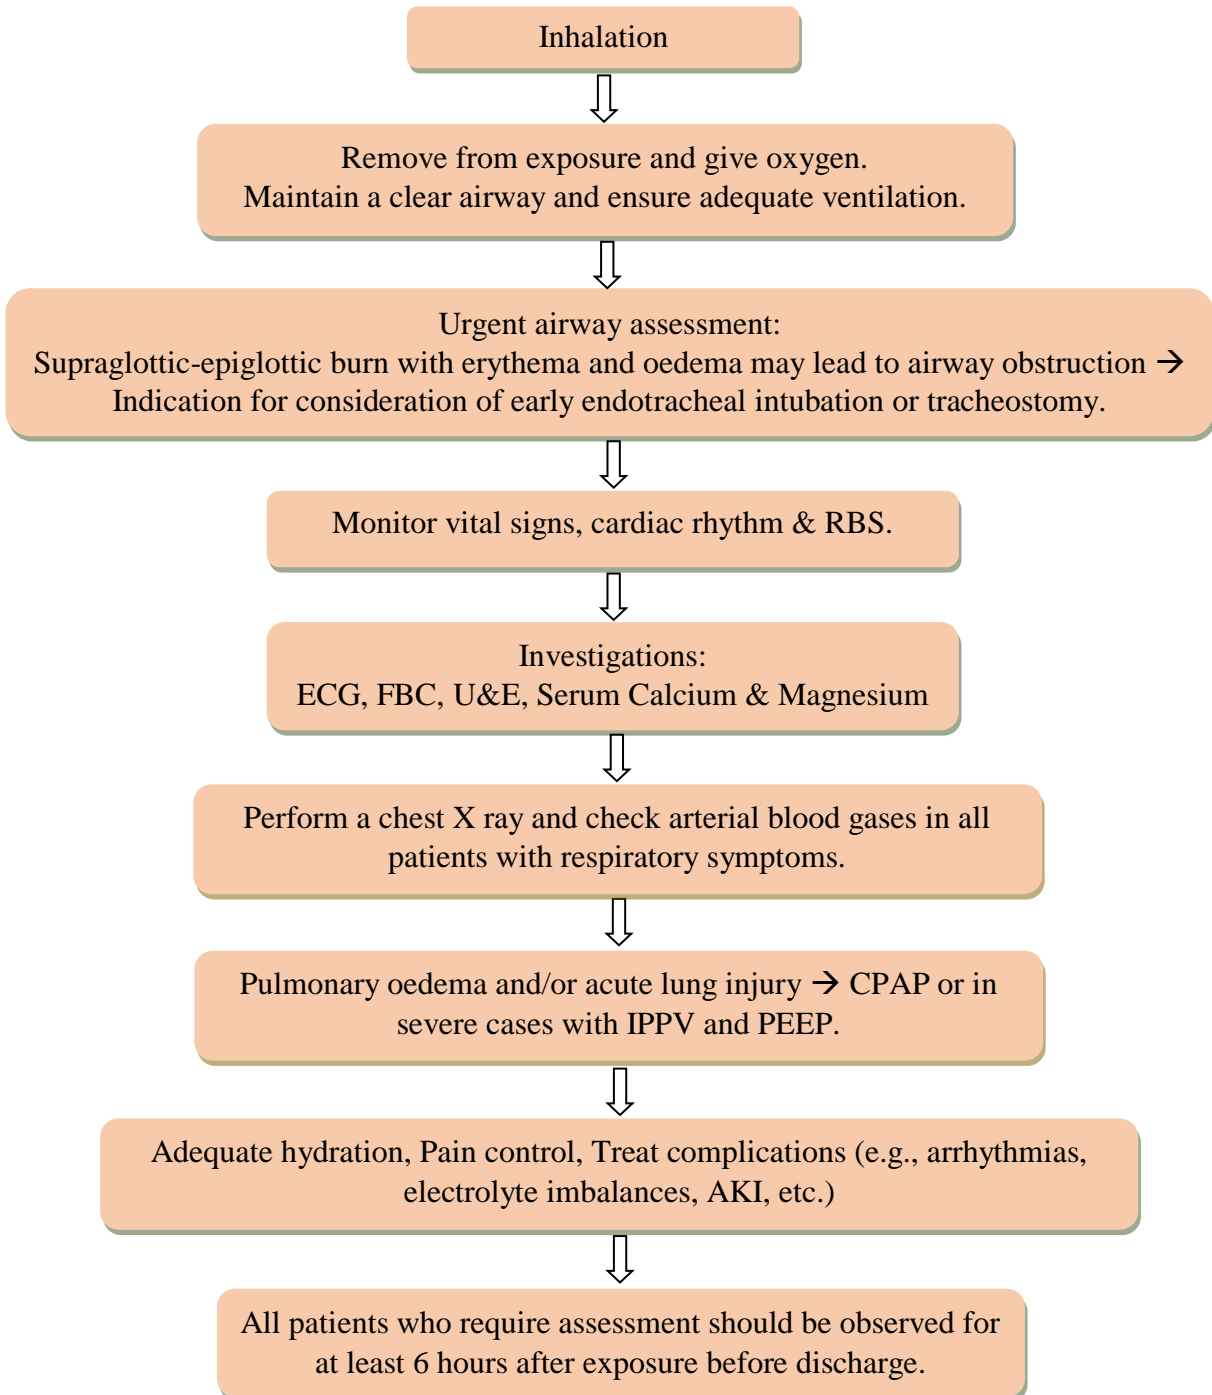 Inhalation
Remove from exposure and give oxygen.
Maintain a clear airway and ensure adequate ventilation.
Urgent airway assessment:
Supraglottic-epiglottic burn with erythema and oedema may lead to airway obstruction →
Indication for consideration of early endotracheal intubation or tracheostomy.
Monitor vital signs, cardiac rhythm & RBS.
Investigations:
ECG, FBC, U&E, Serum Calcium & Magnesium
Perform a chest X ray and check arterial blood gases in all
patients with respiratory symptoms.
Pulmonary oedema and/or acute lung injury → CPAP or in
severe cases with IPPV and PEEP.
Adequate hydration, Pain control, Treat complications (e.g., arrhythmias,
electrolyte imbalances, AKI, etc.)
All patients who require assessment should be observed for
at least 6 hours after exposure before discharge.